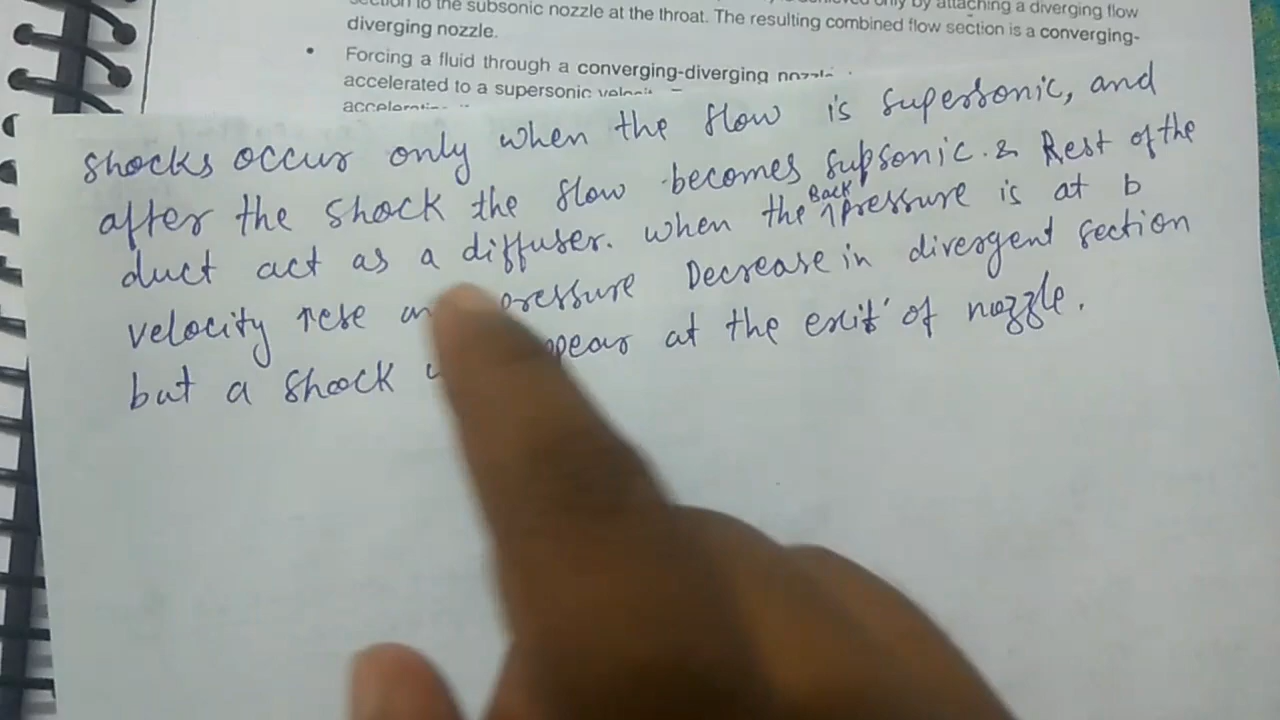 section to the subsonic nozzle at the throat. The resulting combined flow section is a converging-
diverging nozzle.
• Forcing a fluid through a converging-diverging
accelerated to a supersonic
shocks occur only when the flow is supersonic, and
after the shock the flow becomes subsonic. & Rest of the
duct act as a diffuser. when the Back pressure is at b
velocity rese pressure Decrease in divergent section
but a shock at the exit of nozzle.